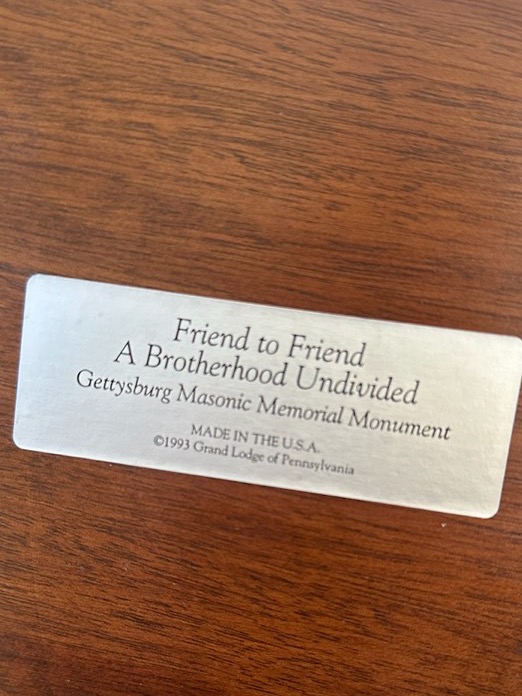 Friend to Friend
A Brotherhood Undivided
Gettysburg Masonic Memorial Monument
MADE IN THE U.S.A.
©1993 Grand Lodge of Pennsylvania